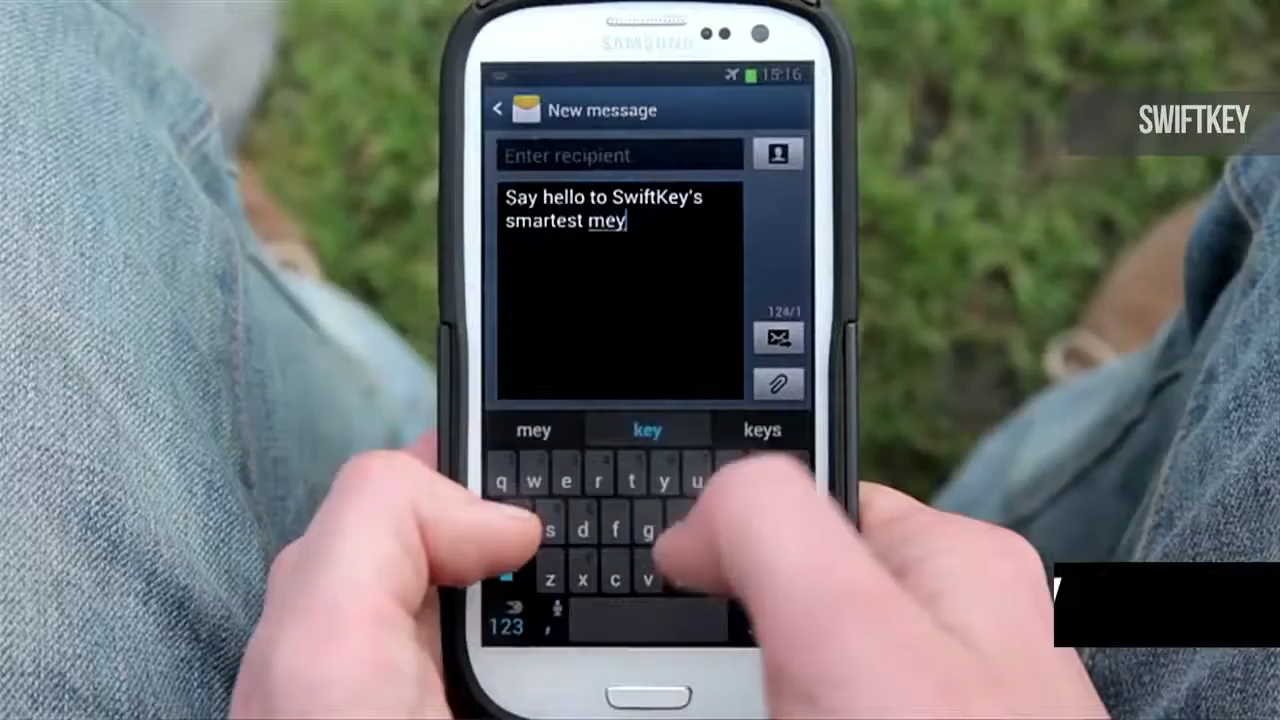 SAMSUNG
15:16
New message
SWIFTKEY
Enter recipient
Say hello to SwiftKey's
smartest mey
124/1
mey key keys
q w e r t y u
s d f g
z x c v
123 ,